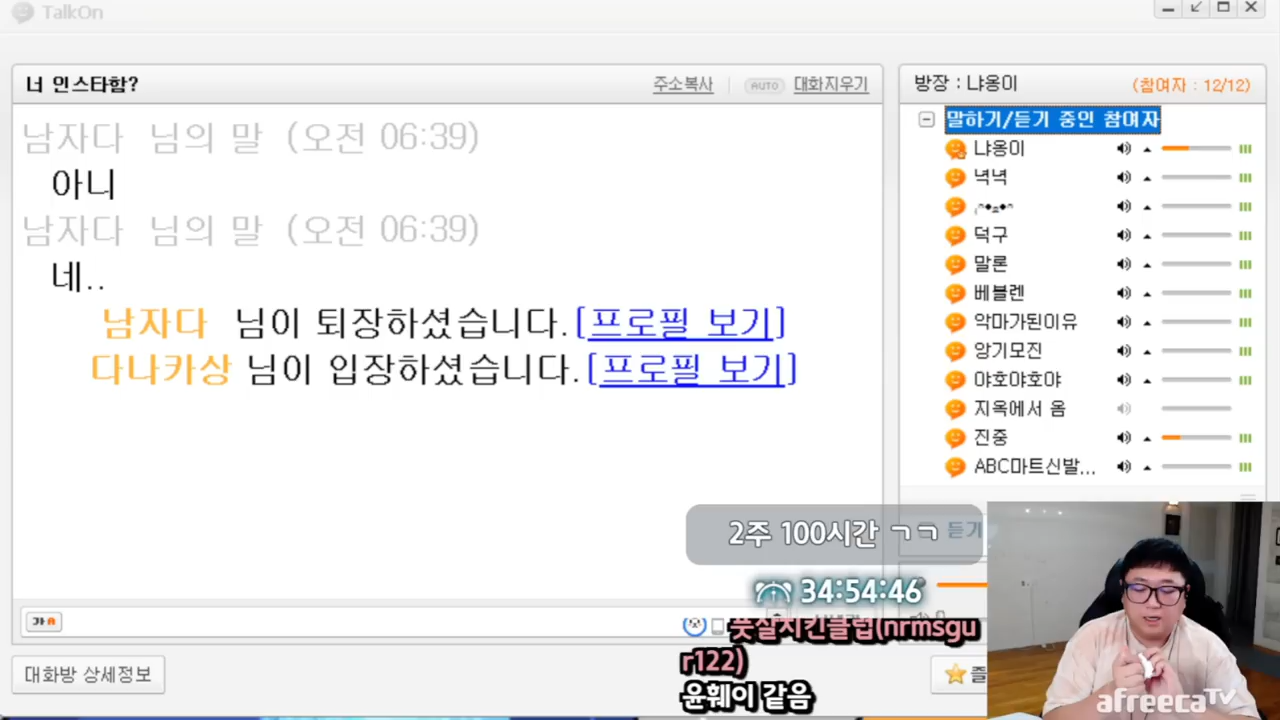 TalkOn
너 인스타함?
주소복사
AUTO
대화지우기
남자다 님의 말 (오전 06:39)
아니
남자다 님의 말 (오전 06:39)
네..
남자다 님이 퇴장하셨습니다.[프로필 보기]
다나카상 님이 입장하셨습니다.[프로필 보기]
방장 : 냐옹이
(참여자 : 12/12)
말하기/듣기 중인 참여자
냐옹이
녁녁
덕구
말론
베블렌
악마가된이유
앙기모진
야호야호야
지옥에서 옴
진중
ABC마트신발...
2주 100시간 ㄱㄱ
듣기
34:54:46
가
풋살치킨클럽(nrmsgu
r122)
윤훼이 같음
대화방 상세정보
즐
afreecaTV